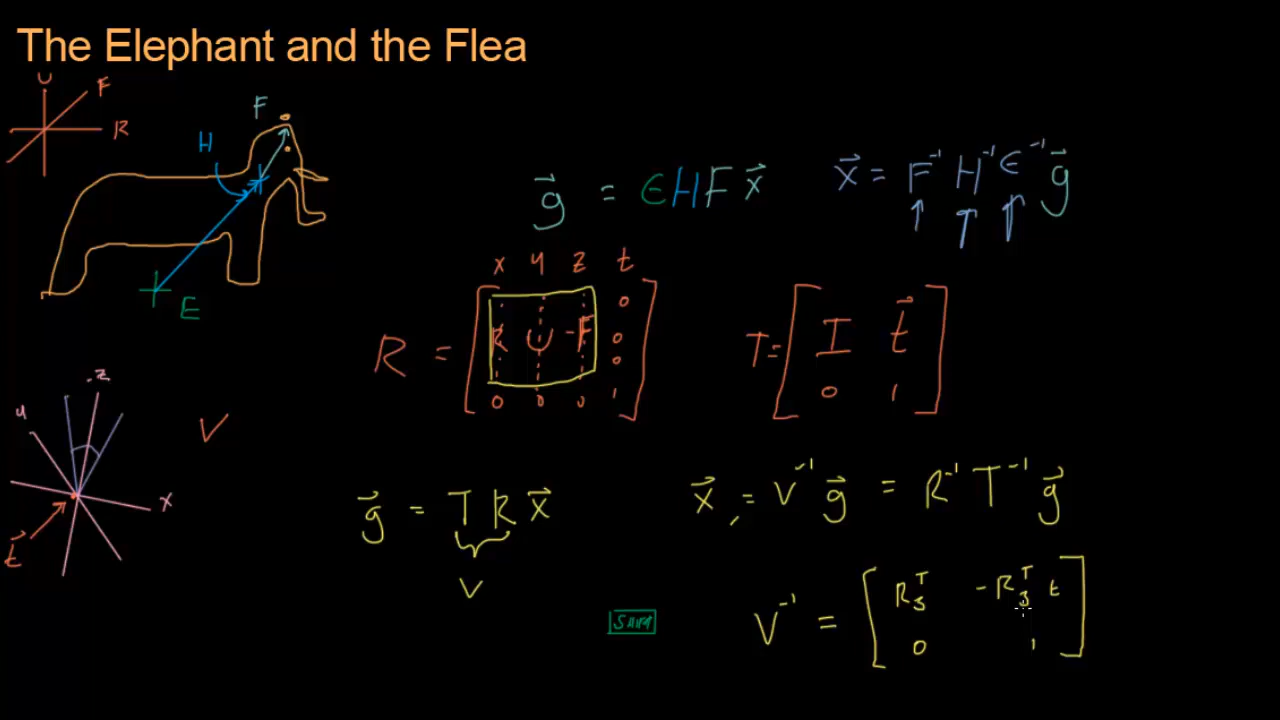 The Elephant and the Flea
U
F
R
F
H
E
g⃗ = EHF x⃗
x⃗ = F⁻¹ H⁻¹ E⁻¹ g⃗
x y z t
R = [ R U -F 0 0 0
0 0 0 1 ]
T = [ I t⃗
0 1 ]
z
y
x
t⃗
V
g⃗ = T R x⃗
V
x⃗ = V⁻¹ g⃗ = R⁻¹ T⁻¹ g⃗
V⁻¹ = [ R₃ᵀ -R₃ᵀ t
0 1 ]